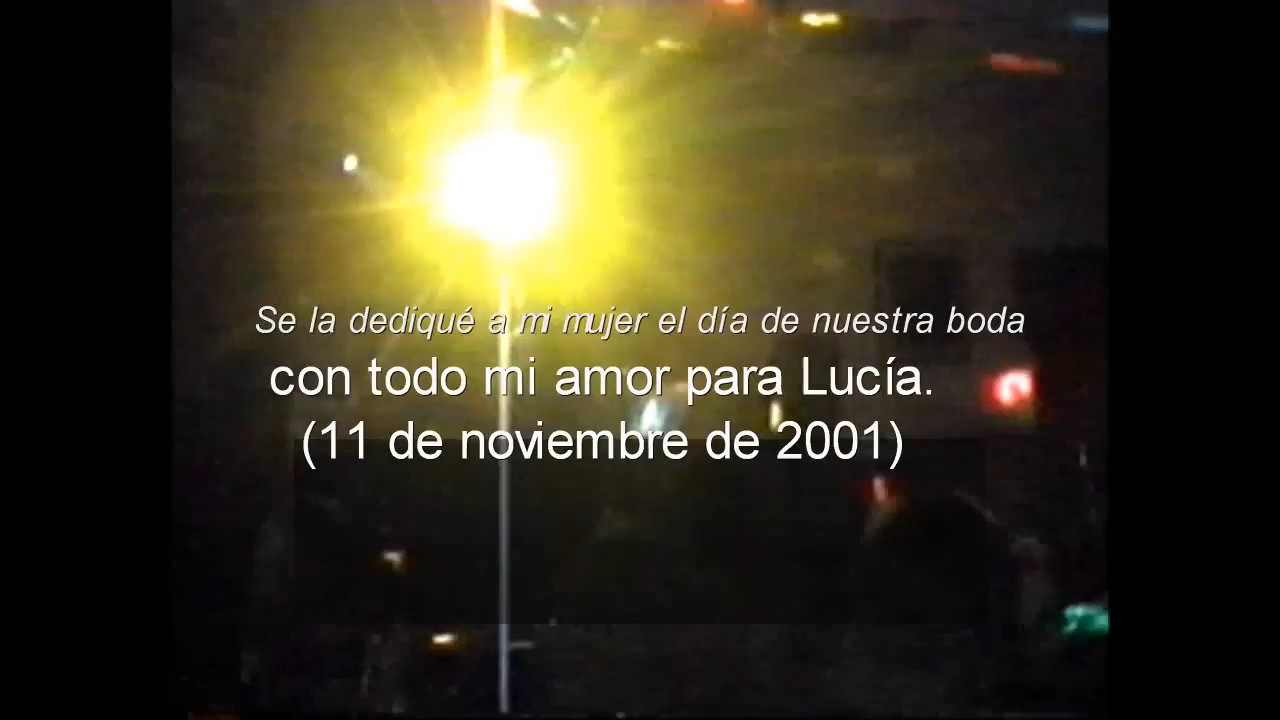 Se la dediqué a mi mujer el día de nuestra boda
con todo mi amor para Lucía.
(11 de noviembre de 2001)